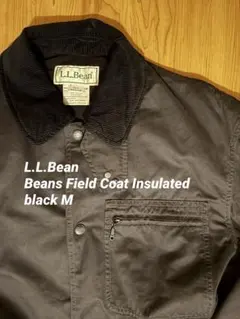 L.L.Bean
L.L.Bean
Beans Field Coat Insulated
black M